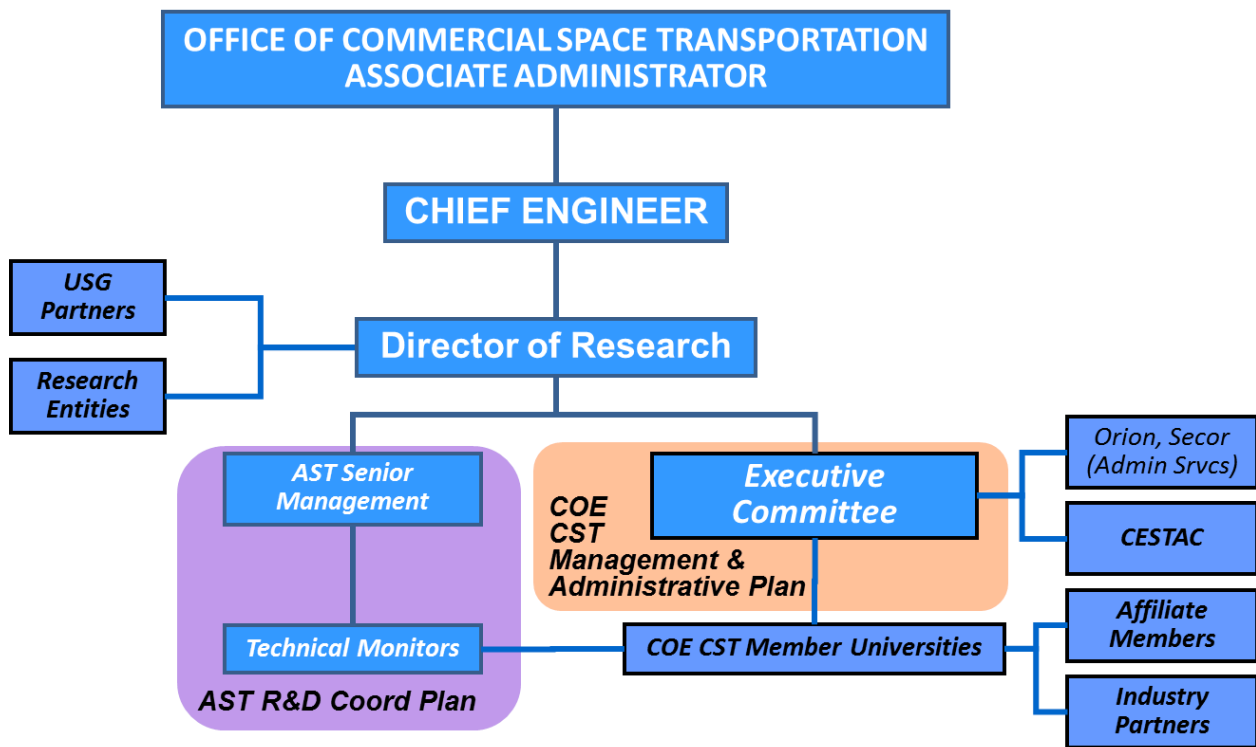 OFFICE OF COMMERCIAL SPACE TRANSPORTATION
ASSOCIATE ADMINISTRATOR
CHIEF ENGINEER
USG
Partners
Director of Research
Research
Entities
AST Senior
Management
Executive
Committee
COE
CST
Management &
Administrative Plan
Orion, Secor
(Admin Srvcs)
CESTAC
Technical Monitors
COE CST Member Universities
Affiliate
Members
Industry
Partners
AST R&D Coord Plan